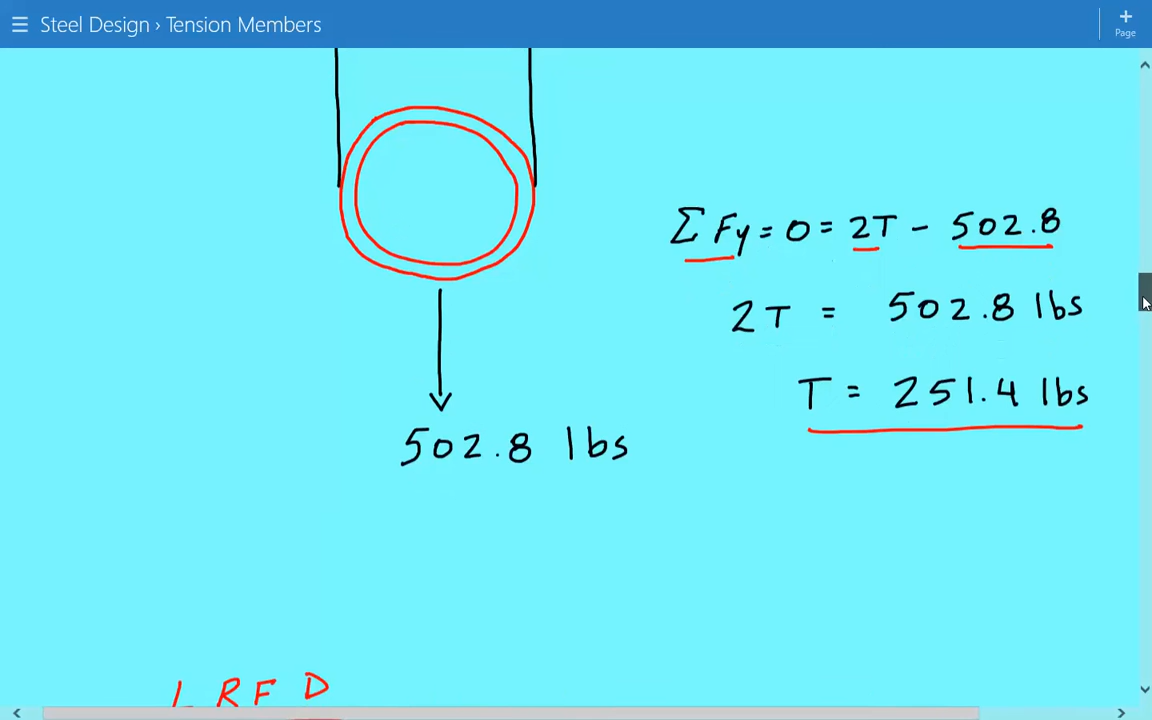 Steel Design › Tension Members
Page
Σ Fy = 0 = 2T - 502.8
2T = 502.8 lbs
T = 251.4 lbs
502.8 lbs
LRFD